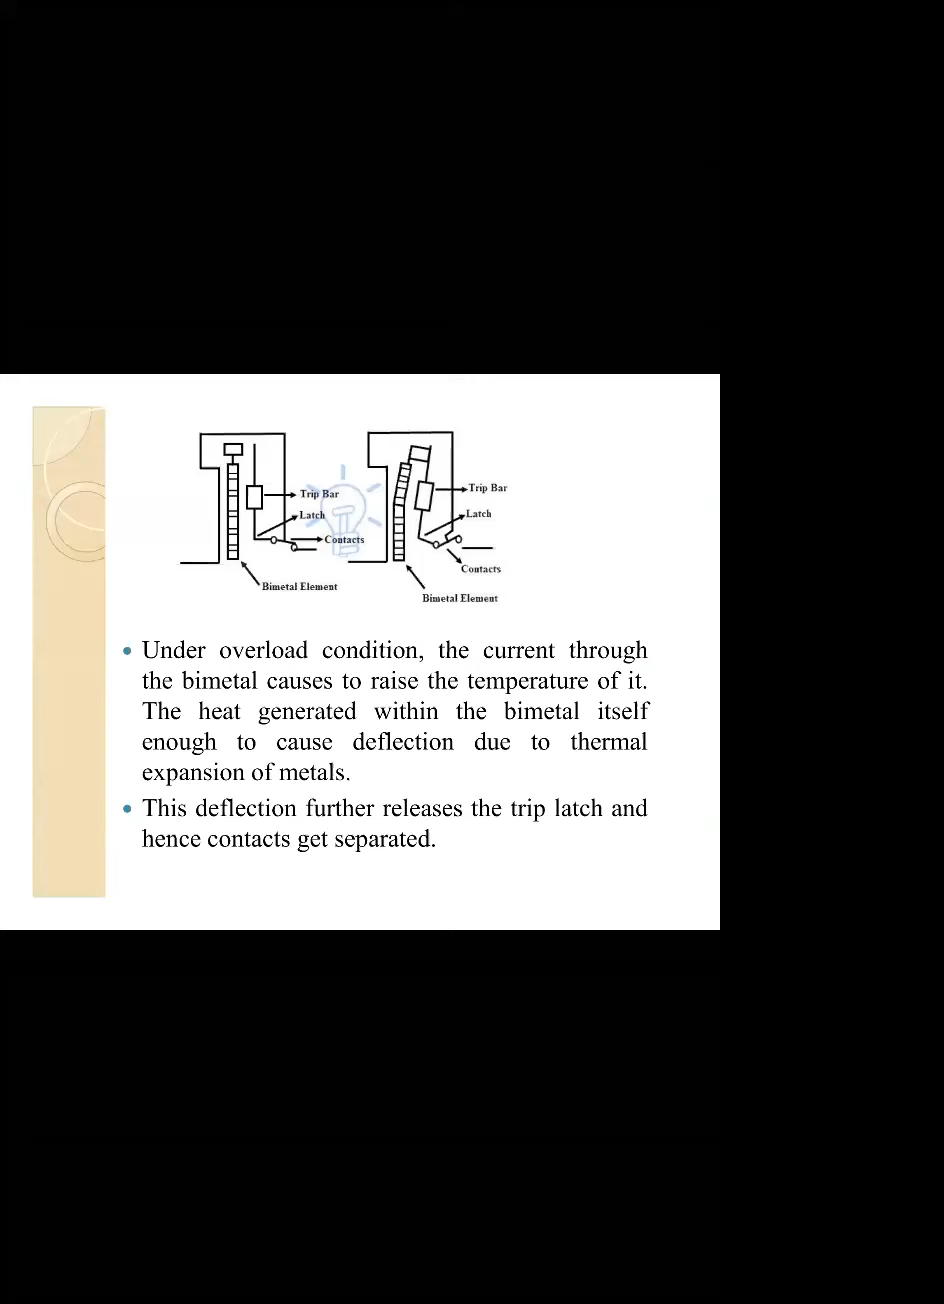 Trip Bar
Latch
Contacts
Bimetal Element
Trip Bar
Latch
Contacts
Bimetal Element
Under overload condition, the current through
the bimetal causes to raise the temperature of it.
The heat generated within the bimetal itself
enough to cause deflection due to thermal
expansion of metals.
This deflection further releases the trip latch and
hence contacts get separated.